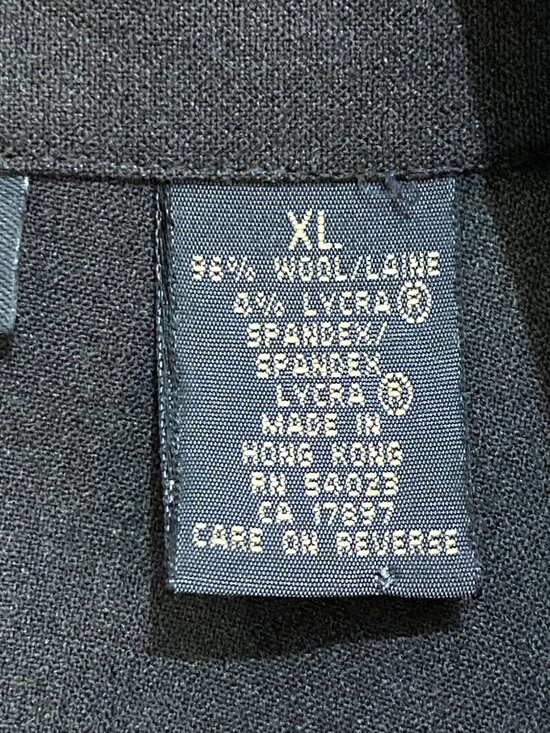 XL
96% WOOL/LAINE
4% LYCRA®
SPANDEX/
SPANDEX
LYCRA®
MADE IN
HONG KONG
RN 54023
CA 17897
CARE ON REVERSE